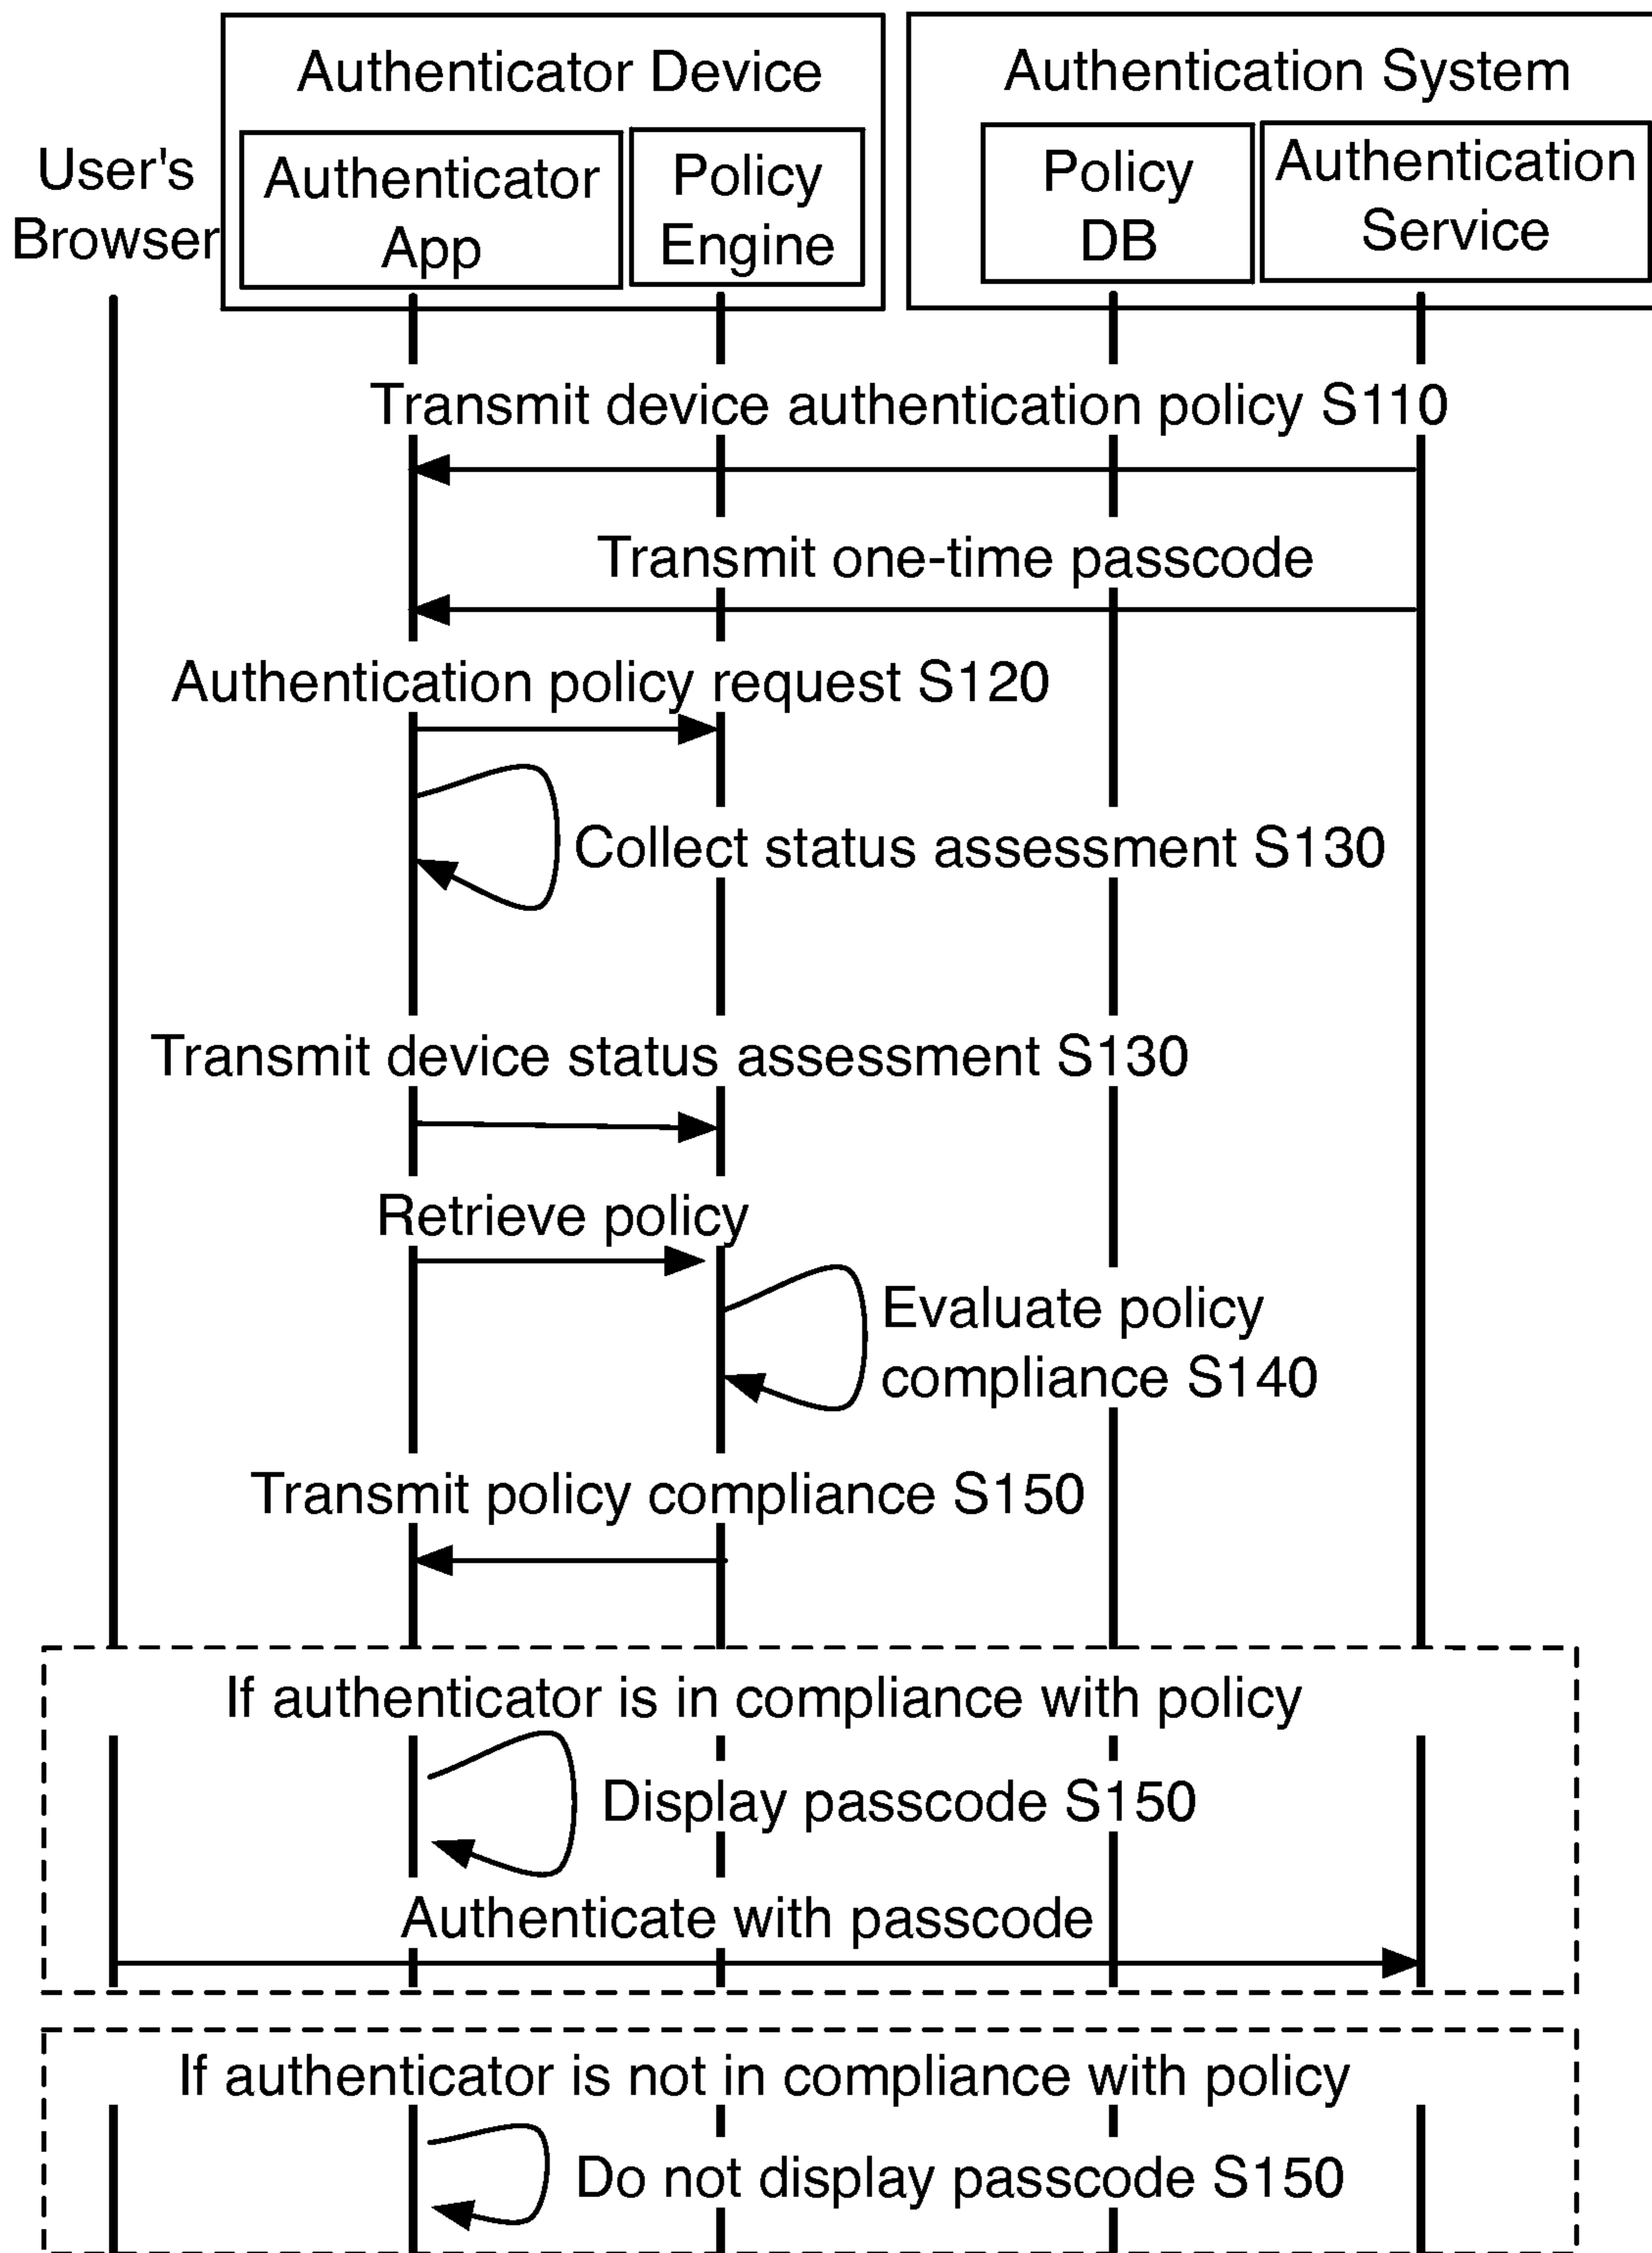 Authenticator Device
Authentication System
User's
Browser
Authenticator
App
Policy
Engine
Policy
DB
Authentication
Service
Transmit device authentication policy S110
Transmit one-time passcode
Authentication policy request S120
Collect status assessment S130
Transmit device status assessment S130
Retrieve policy
Evaluate policy
compliance S140
Transmit policy compliance S150
If authenticator is in compliance with policy
Display passcode S150
Authenticate with passcode
If authenticator is not in compliance with policy
Do not display passcode S150